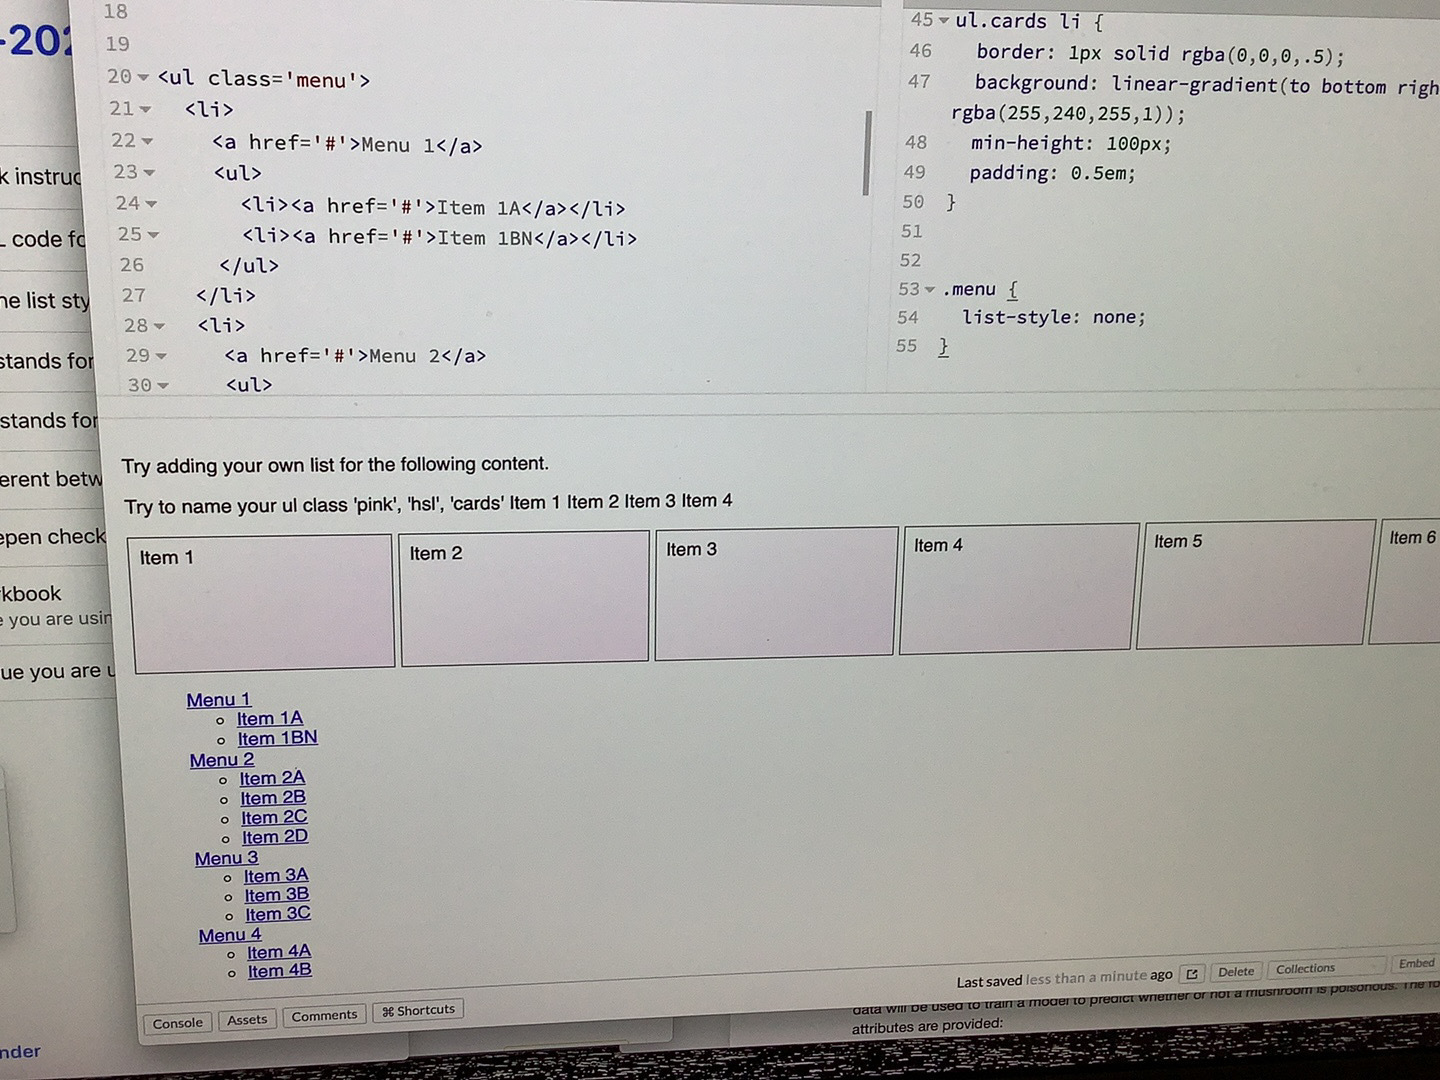 18
19
20 <ul class='menu'>
21 <li>
22 <a href='#'>Menu 1</a>
23 <ul>
24 <li><a href='#'>Item 1A</a></li>
25 <li><a href='#'>Item 1BN</a></li>
26 </ul>
27 </li>
28 <li>
29 <a href='#'>Menu 2</a>
30 <ul>
45 ul.cards li {
46 border: 1px solid rgba(0,0,0,.5);
47 background: linear-gradient(to bottom righ
rgba(255,240,255,1));
48 min-height: 100px;
49 padding: 0.5em;
50 }
51
52
53 .menu {
54 list-style: none;
55 }
-202
k instruc
code fo
ne list sty
stands for
stands for
erent betw
epen check
kbook
e you are usin
ue you are u
nder
Try adding your own list for the following content.
Try to name your ul class 'pink', 'hsl', 'cards' Item 1 Item 2 Item 3 Item 4
Item 1 Item 2 Item 3 Item 4 Item 5 Item 6
Menu 1
Item 1A
Item 1BN
Menu 2
Item 2A
Item 2B
Item 2C
Item 2D
Menu 3
Item 3A
Item 3B
Item 3C
Menu 4
Item 4A
Item 4B
Last saved less than a minute ago Delete Collections Embed
Console Assets Comments ⌘ Shortcuts
data will be used to train a model to predict whether or not a mushroom is poisonous. The fo
attributes are provided: